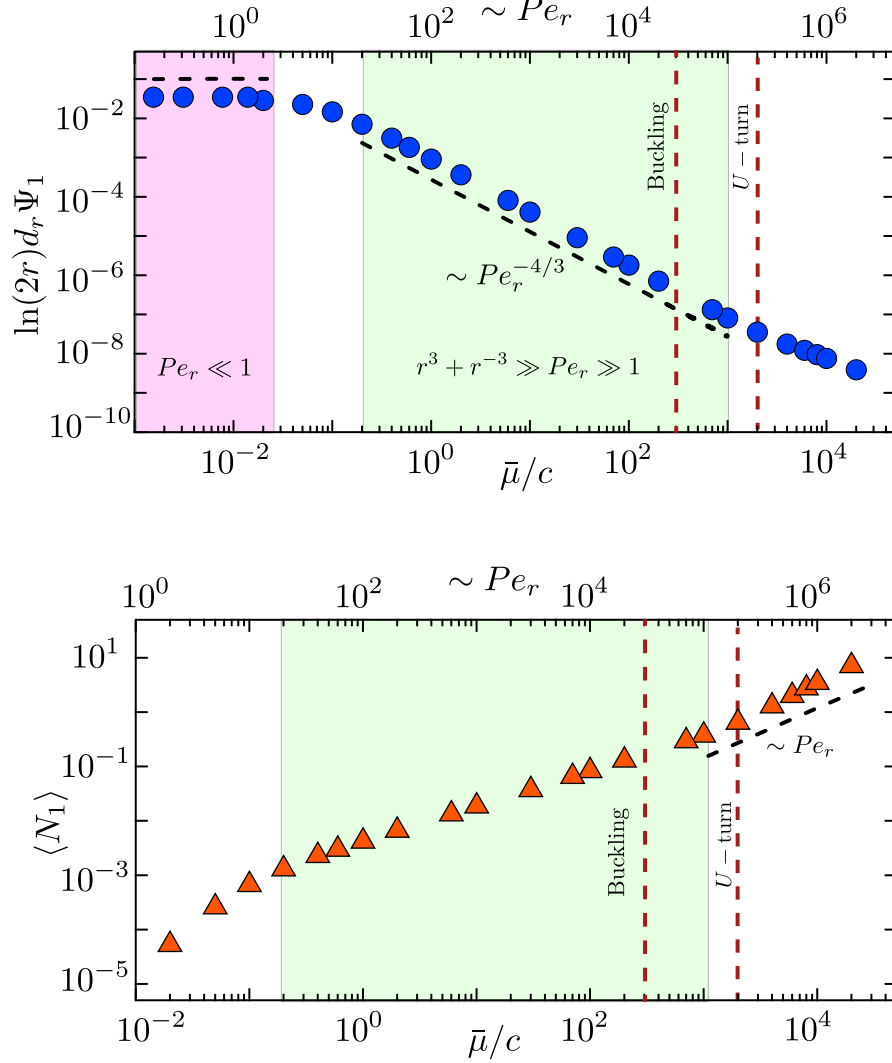 ∼ Pe_r
10^0 10^2 10^4 10^6
ln(2r)d_rΨ_1
10^{-2}
10^{-4}
10^{-6}
10^{-8}
10^{-10}
Buckling
U − turn
∼ Pe_r^{-4/3}
Pe_r ≪ 1
r^3 + r^{-3} ≫ Pe_r ≫ 1
10^{-2} 10^0 10^2 10^4
μ̄/c
∼ Pe_r
10^0 10^2 10^4 10^6
⟨N_1⟩
10^1
10^{-1}
10^{-3}
10^{-5}
∼ Pe_r
Buckling
U − turn
10^{-2} 10^0 10^2 10^4
μ̄/c